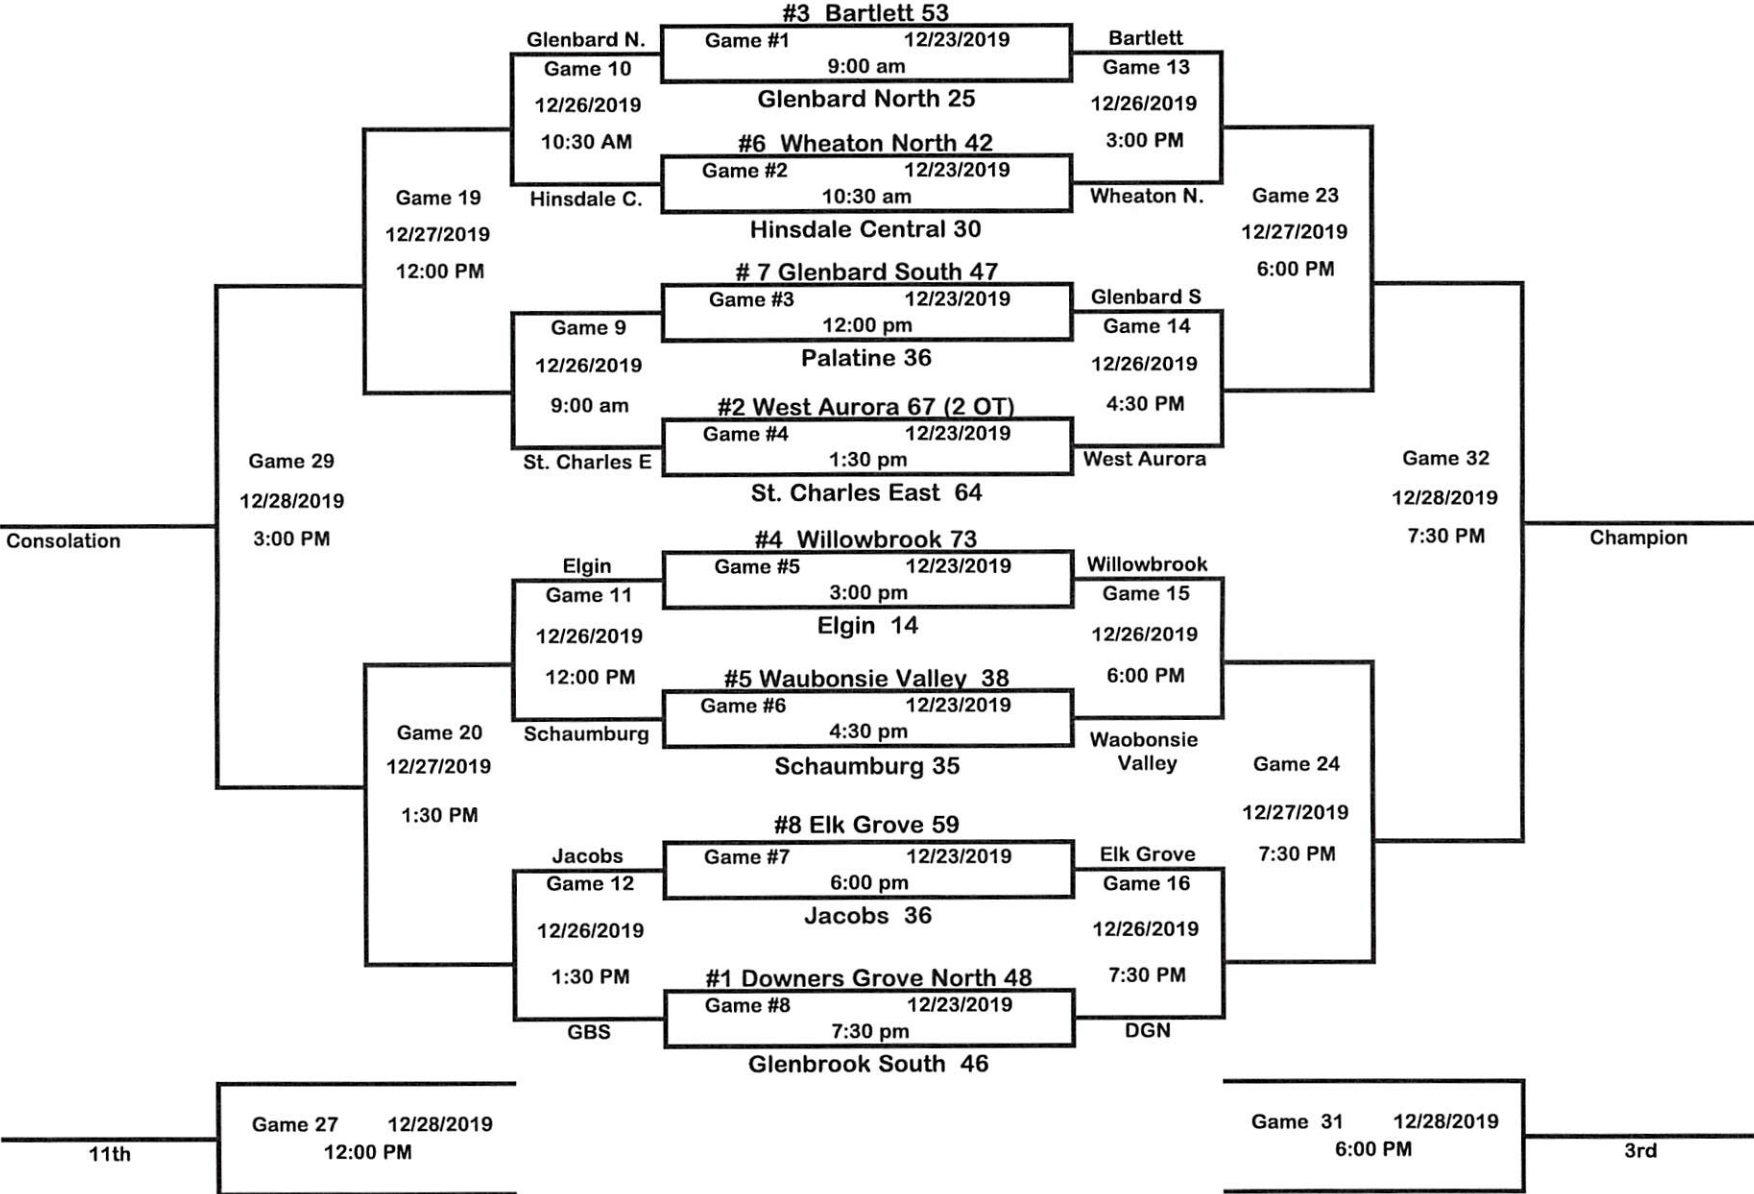 #3  Bartlett 53
Glenbard N.
Game #1 12/23/2019
Bartlett
Game 10
9:00 am
Game 13
12/26/2019
Glenbard North 25
12/26/2019
10:30 AM
#6  Wheaton North 42
3:00 PM
Game #2 12/23/2019
Hinsdale C.
10:30 am
Wheaton N.
Game 19
Game 23
12/27/2019
Hinsdale Central 30
12/27/2019
12:00 PM
# 7 Glenbard South 47
6:00 PM
Game #3 12/23/2019
Glenbard S
Game 9
12:00 pm
Game 14
12/26/2019
Palatine 36
12/26/2019
9:00 am
#2 West Aurora 67 (2 OT)
4:30 PM
Game #4 12/23/2019
St. Charles E
1:30 pm
West Aurora
Game 29
Game 32
12/28/2019
St. Charles East  64
12/28/2019
Consolation
3:00 PM
#4  Willowbrook 73
7:30 PM
Champion
Elgin
Game #5 12/23/2019
Willowbrook
Game 11
3:00 pm
Game 15
12/26/2019
Elgin  14
12/26/2019
12:00 PM
#5 Waubonsie Valley  38
6:00 PM
Game #6 12/23/2019
Schaumburg
4:30 pm
Waobonsie
Valley
Game 20
Schaumburg 35
Game 24
12/27/2019
12/27/2019
1:30 PM
#8 Elk Grove 59
7:30 PM
Jacobs
Game #7 12/23/2019
Elk Grove
Game 12
6:00 pm
Game 16
12/26/2019
Jacobs  36
12/26/2019
1:30 PM
#1 Downers Grove North 48
7:30 PM
Game #8 12/23/2019
GBS
7:30 pm
DGN
Glenbrook South  46
Game 27 12/28/2019
12:00 PM
11th
Game  31 12/28/2019
6:00 PM
3rd